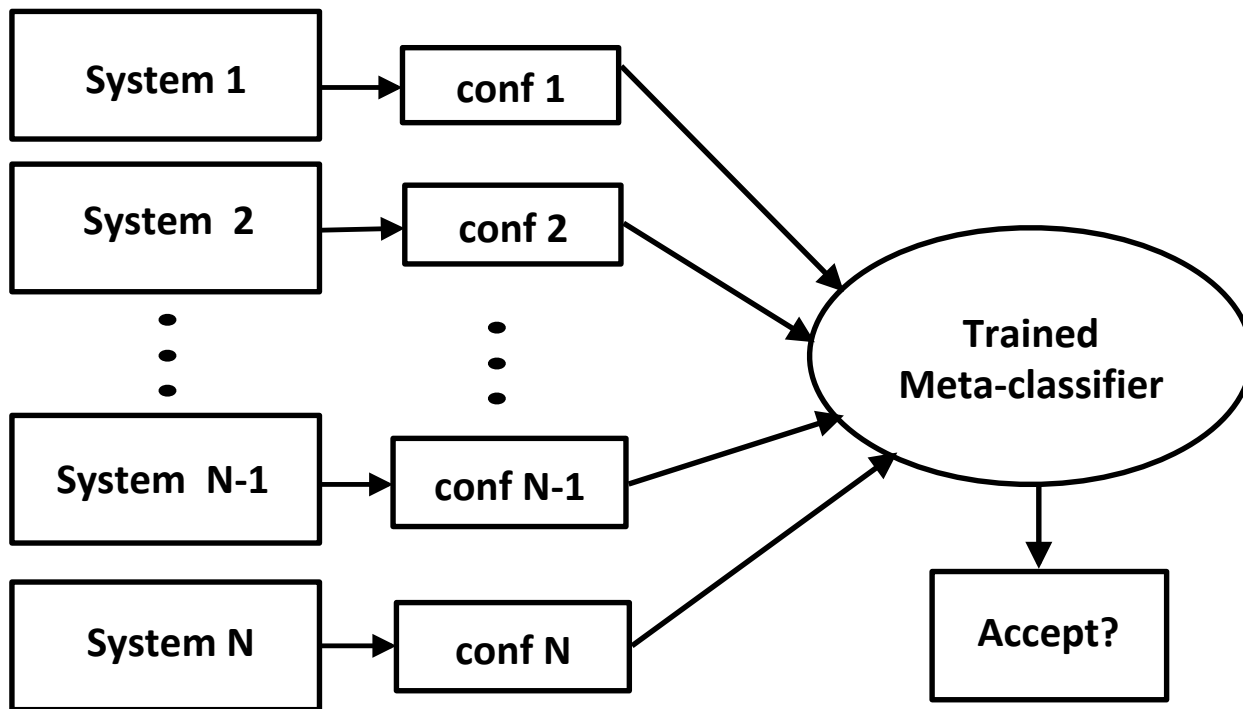 System 1
conf 1
System 2
conf 2
Trained
Meta-classifier
System N-1
conf N-1
System N
conf N
Accept?